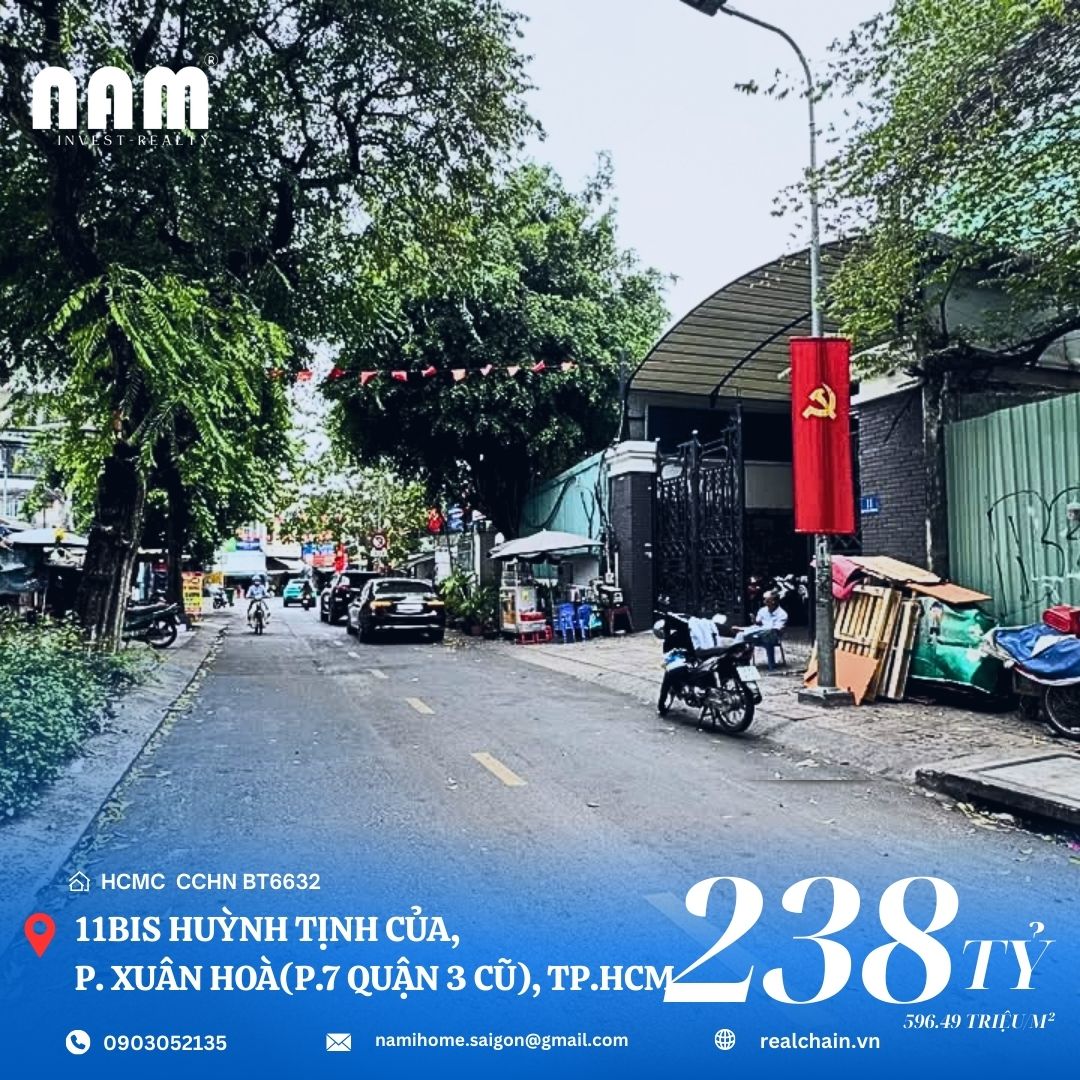 NAM®
INVEST-REALTY
11
HCMC CCHN BT6632
11BIS HUỲNH TỊNH CỦA,
P. XUÂN HOÀ(P.7 QUẬN 3 CŨ), TP.HCM
238 TỶ
596.49 TRIỆU/M²
0903052135
namihome.saigon@gmail.com
realchain.vn